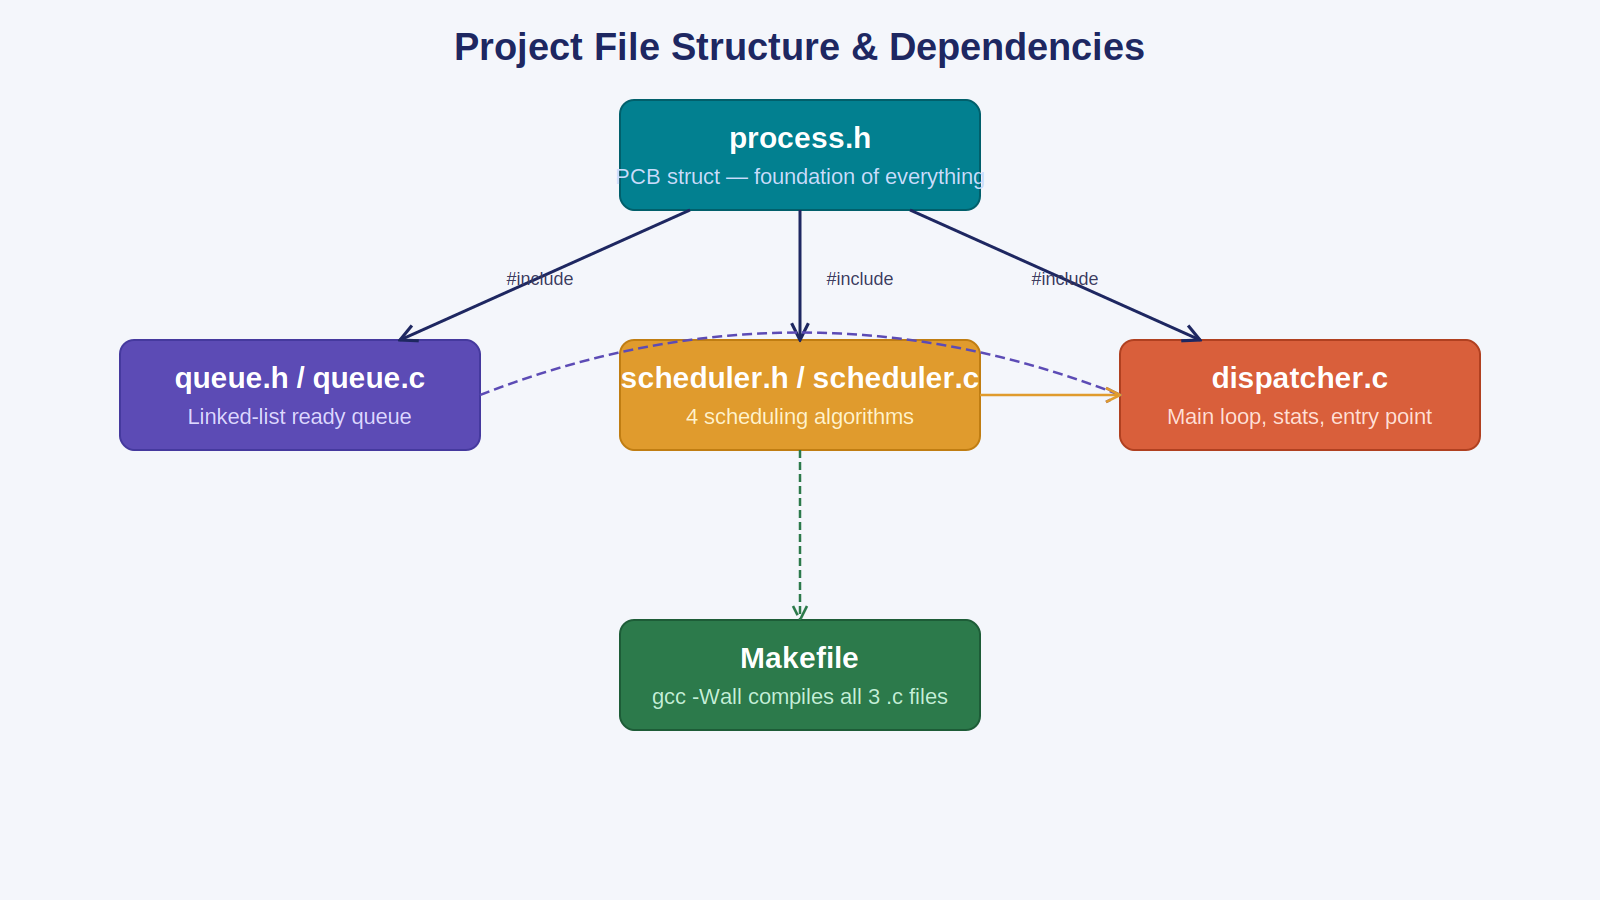 Project File Structure & Dependencies
process.h
PCB struct — foundation of everything
#include
#include
#include
queue.h / queue.c
Linked-list ready queue
scheduler.h / scheduler.c
4 scheduling algorithms
dispatcher.c
Main loop, stats, entry point
Makefile
gcc -Wall compiles all 3 .c files